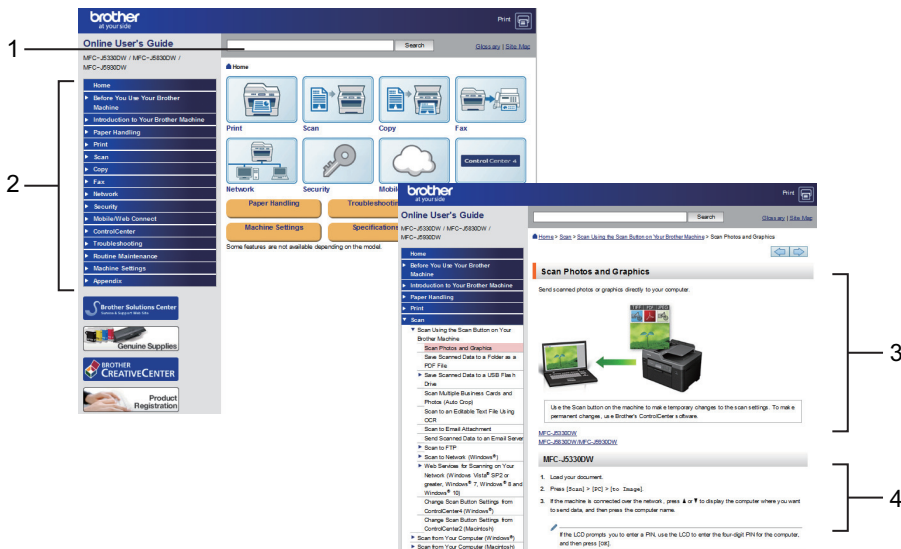 brother
at your side
Print
Online User's Guide
MFC-J5330DW / MFC-J5830DW /
MFC-J5930DW
Search
Glossary | Site Map
1
Home
2
Home
Before You Use Your Brother
Machine
Introduction to Your Brother Machine
Paper Handling
Print
Scan
Copy
Fax
Network
Security
Mobile/Web Connect
ControlCenter
Troubleshooting
Routine Maintenance
Machine Settings
Appendix
Brother Solutions Center
Genuine Supplies
BROTHER
CREATIVECENTER
Product
Registration
Print
Scan
Copy
Fax
Control Center 4
Network
Security
Mobil
Paper Handling
Troubleshootin
Machine Settings
Specifications
Some features are not available depending on the model.
brother
at your side
Print
Online User's Guide
MFC-J5330DW / MFC-J5830DW /
MFC-J5930DW
Search
Glossary | Site Map
Home > Scan > Scan Using the Scan Button on Your Brother Machine > Scan Photos and Graphics
Home
Before You Use Your Brother
Machine
Introduction to Your Brother Machine
Paper Handling
Print
Scan
Scan Using the Scan Button on Your
Brother Machine
Scan Photos and Graphics
Save Scanned Data to a Folder as a
PDF File
Save Scanned Data to a USB Flash
Drive
Scan Multiple Business Cards and
Photos (Auto Crop)
Scan to an Editable Text File Using
OCR
Scan to Email Attachment
Send Scanned Data to an Email Server
Scan to FTP
Scan to Network (Windows®)
Web Services for Scanning on Your
Network (Windows Vista® SP2 or
greater, Windows® 7, Windows® 8 and
Windows® 10)
Change Scan Button Settings from
ControlCenter4 (Windows®)
Change Scan Button Settings from
ControlCenter2 (Macintosh)
Scan from Your Computer (Windows®)
Scan from Your Computer (Macintosh)
Scan Photos and Graphics
Send scanned photos or graphics directly to your computer.
3
Use the Scan button on the machine to make temporary changes to the scan settings. To make
permanent changes, use Brother's ControlCenter software.
MFC-J5330DW
MFC-J5830DW/MFC-J5930DW
MFC-J5330DW
1. Load your document.
2. Press [Scan] > [PC] > [to Image].
3. If the machine is connected over the network, press ▲ or ▼ to display the computer where you want
to send data, and then press the computer name.
4
If the LCD prompts you to enter a PIN, use the LCD to enter the four-digit PIN for the computer,
and then press [OK].